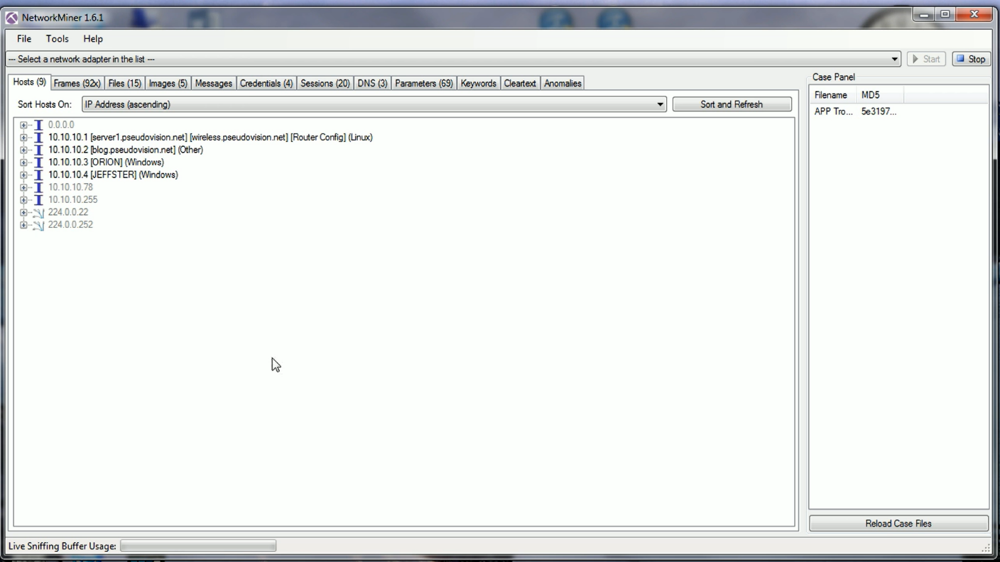 NetworkMiner 1.6.1
File Tools Help
--- Select a network adapter in the list ---
Start
Stop
Hosts (9) Frames (92x) Files (15) Images (5) Messages Credentials (4) Sessions (20) DNS (3) Parameters (69) Keywords Cleartext Anomalies
Case Panel
Sort Hosts On: IP Address (ascending) Sort and Refresh
Filename MD5
APP Tro... 5e3197...
0.0.0.0
10.10.10.1 [server1.pseudovision.net] [wireless.pseudovision.net] [Router Config] (Linux)
10.10.10.2 [blog.pseudovision.net] (Other)
10.10.10.3 [ORION] (Windows)
10.10.10.4 [JEFFSTER] (Windows)
10.10.10.78
10.10.10.255
224.0.0.22
224.0.0.252
Reload Case Files
Live Sniffing Buffer Usage: